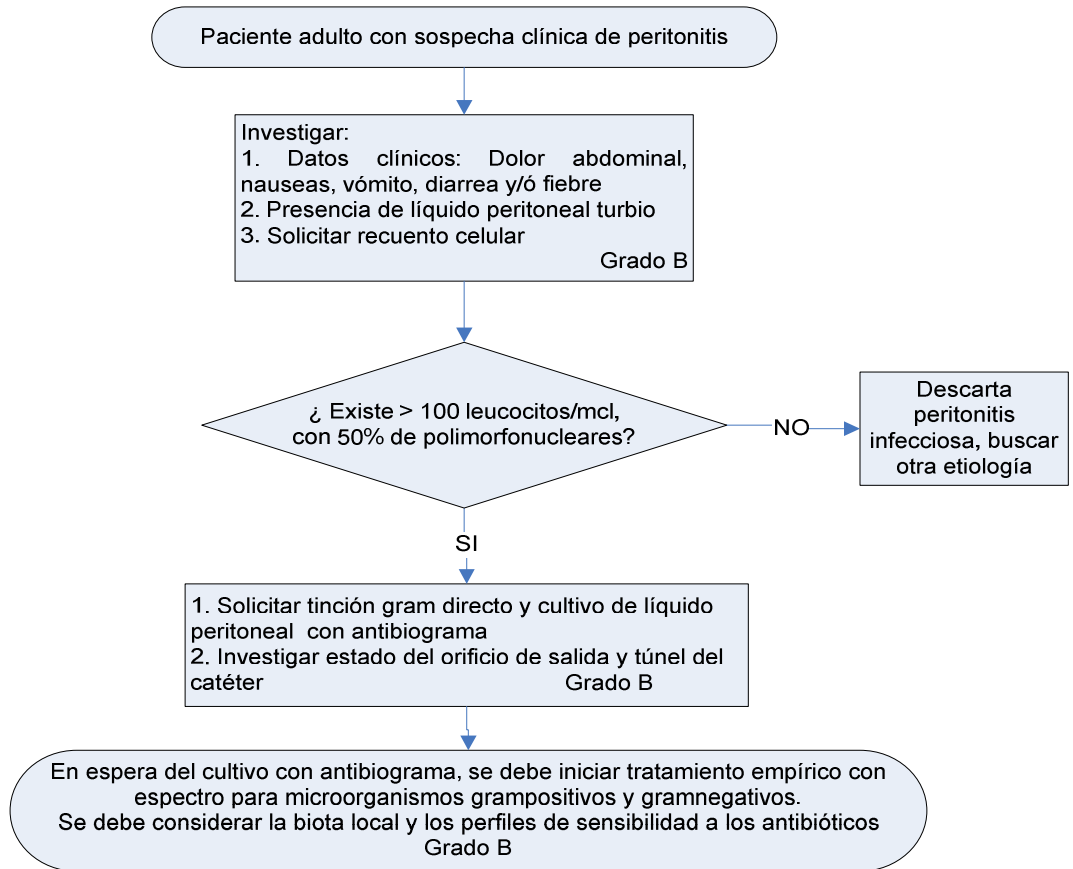 Paciente adulto con sospecha clínica de peritonitis
Investigar:
1. Datos clínicos: Dolor abdominal,
nauseas, vómito, diarrea y/ó fiebre
2. Presencia de líquido peritoneal turbio
3. Solicitar recuento celular
Grado B
¿ Existe > 100 leucocitos/mcl,
con 50% de polimorfonucleares?
NO
Descarta
peritonitis
infecciosa, buscar
otra etiología
SI
1. Solicitar tinción gram directo y cultivo de líquido
peritoneal con antibiograma
2. Investigar estado del orificio de salida y túnel del
catéter Grado B
En espera del cultivo con antibiograma, se debe iniciar tratamiento empírico con
espectro para microorganismos grampositivos y gramnegativos.
Se debe considerar la biota local y los perfiles de sensibilidad a los antibióticos
Grado B